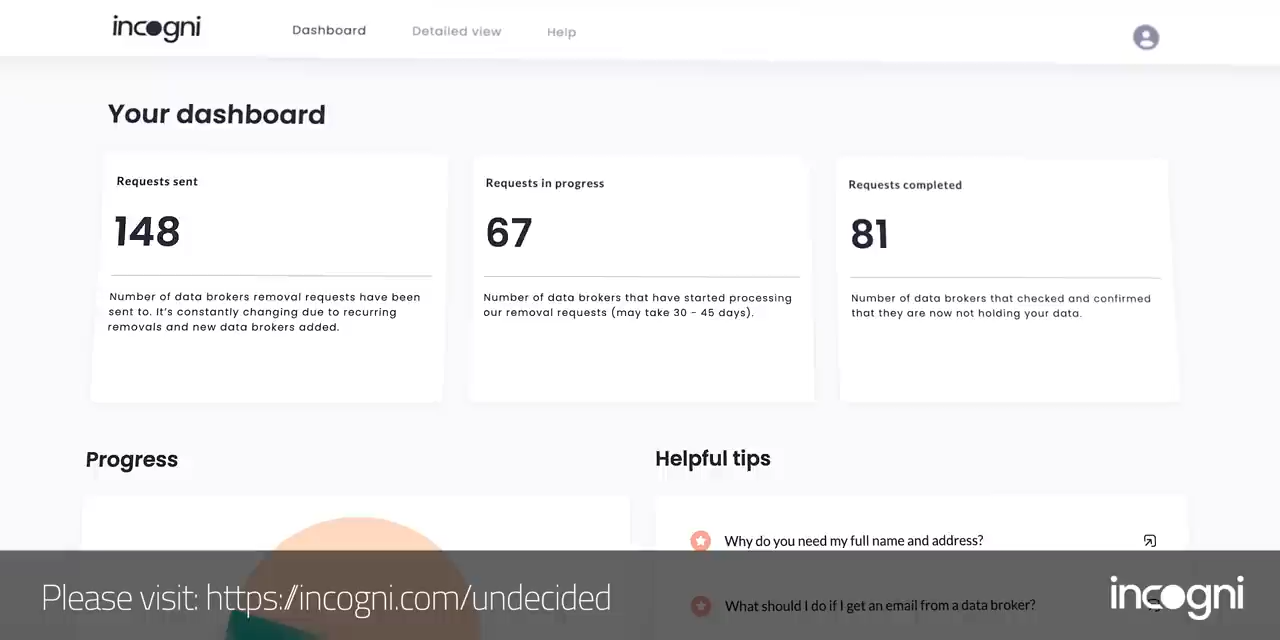 incogni
Dashboard
Detailed view
Help
Your dashboard
Requests sent
148
Number of data brokers removal requests have been
sent to. It's constantly changing due to recurring
removals and new data brokers added.
Requests in progress
67
Number of data brokers that have started processing
our removal requests (may take 30 - 45 days).
Requests completed
81
Number of data brokers that checked and confirmed
that they are now not holding your data.
Progress
Helpful tips
Why do you need my full name and address?
What should I do if I get an email from a data broker?
Please visit: https://incogni.com/undecided
incogni